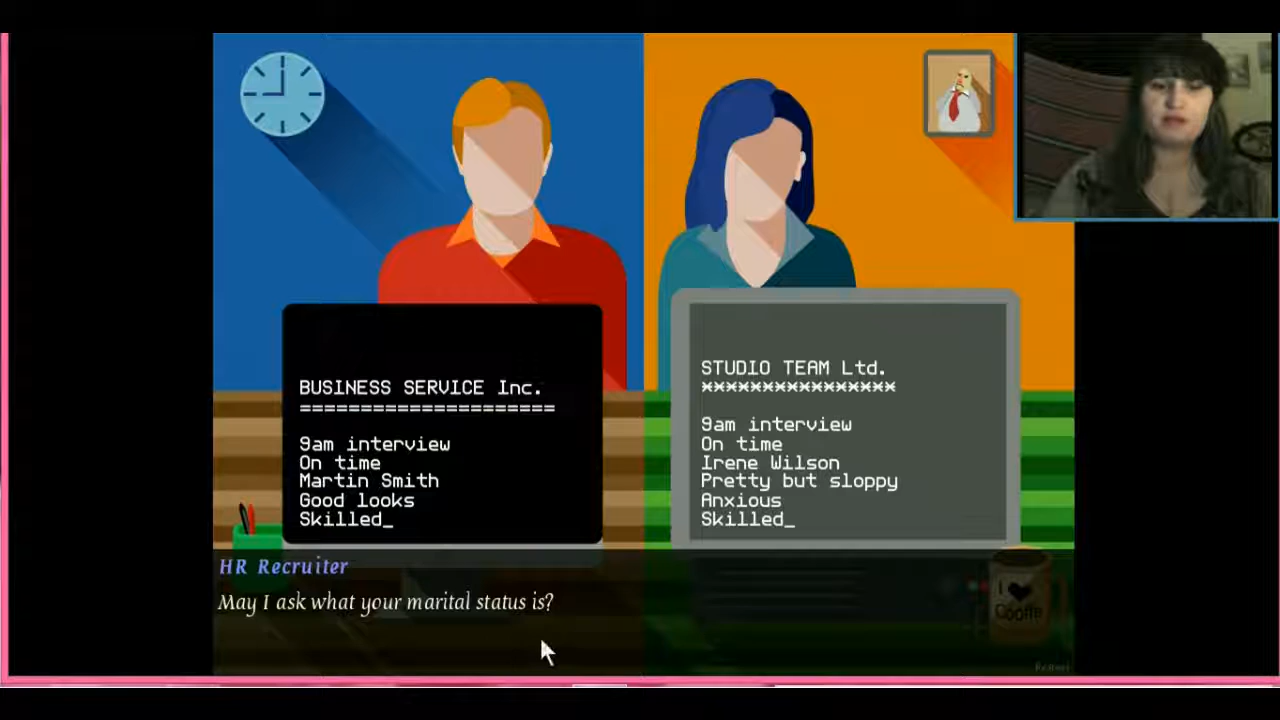 BUSINESS SERVICE Inc.
=====================
9am interview
On time
Martin Smith
Good looks
Skilled_
STUDIO TEAM Ltd.
****************
9am interview
On time
Irene Wilson
Pretty but sloppy
Anxious
Skilled_
HR Recruiter
May I ask what your marital status is?
I ♥
Cooffe